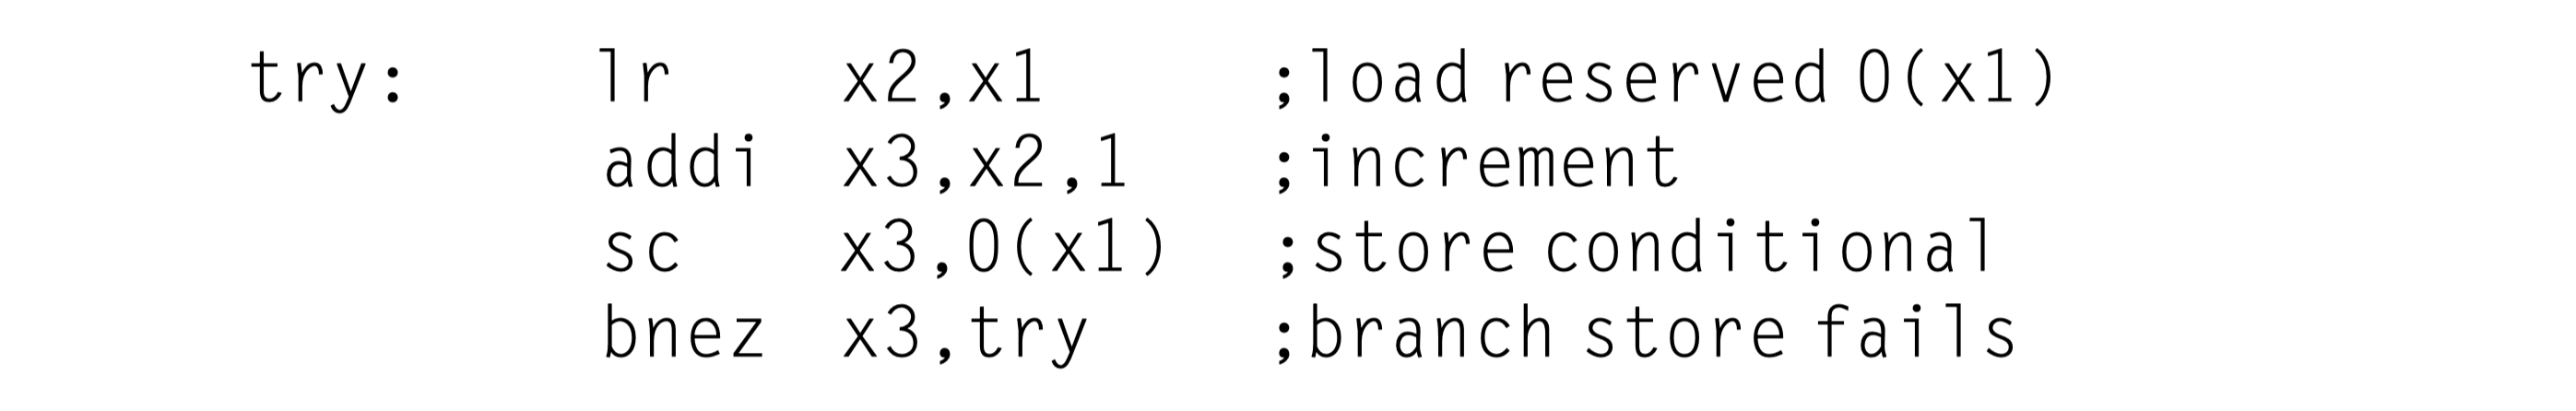 try: lr x2,x1 ;load reserved 0(x1)
addi x3,x2,1 ;increment
sc x3,0(x1) ;store conditional
bnez x3,try ;branch store fails